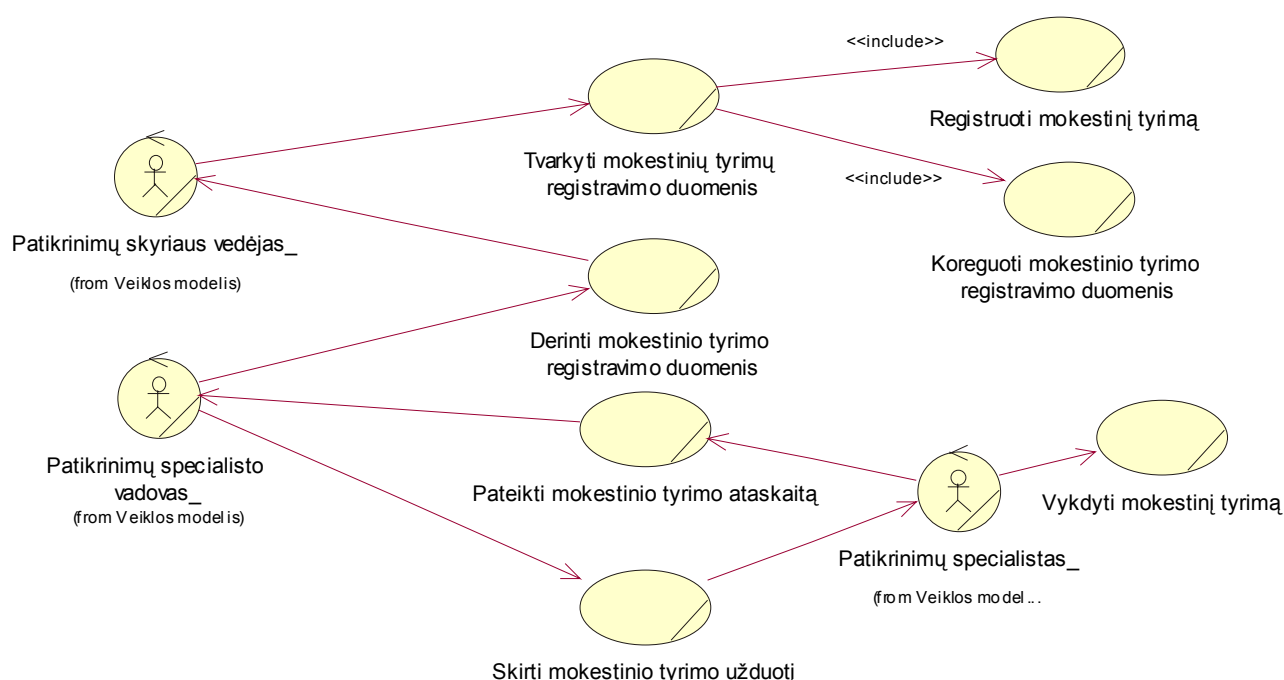 <<include>>
Registruoti mokestinį tyrimą
Tvarkyti mokestinių tyrimų
registravimo duomenis
<<include>>
Patikrinimų skyriaus vedėjas_
(from Veiklos modelis)
Koreguoti mokestinio tyrimo
registravimo duomenis
Derinti mokestinio tyrimo
registravimo duomenis
Patikrinimų specialisto
vadovas_
(from Veiklos modelis)
Pateikti mokestinio tyrimo ataskaitą
Vykdyti mokestinį tyrimą
Patikrinimų specialistas_
(from Veiklos model...
Skirti mokestinio tyrimo užduotį